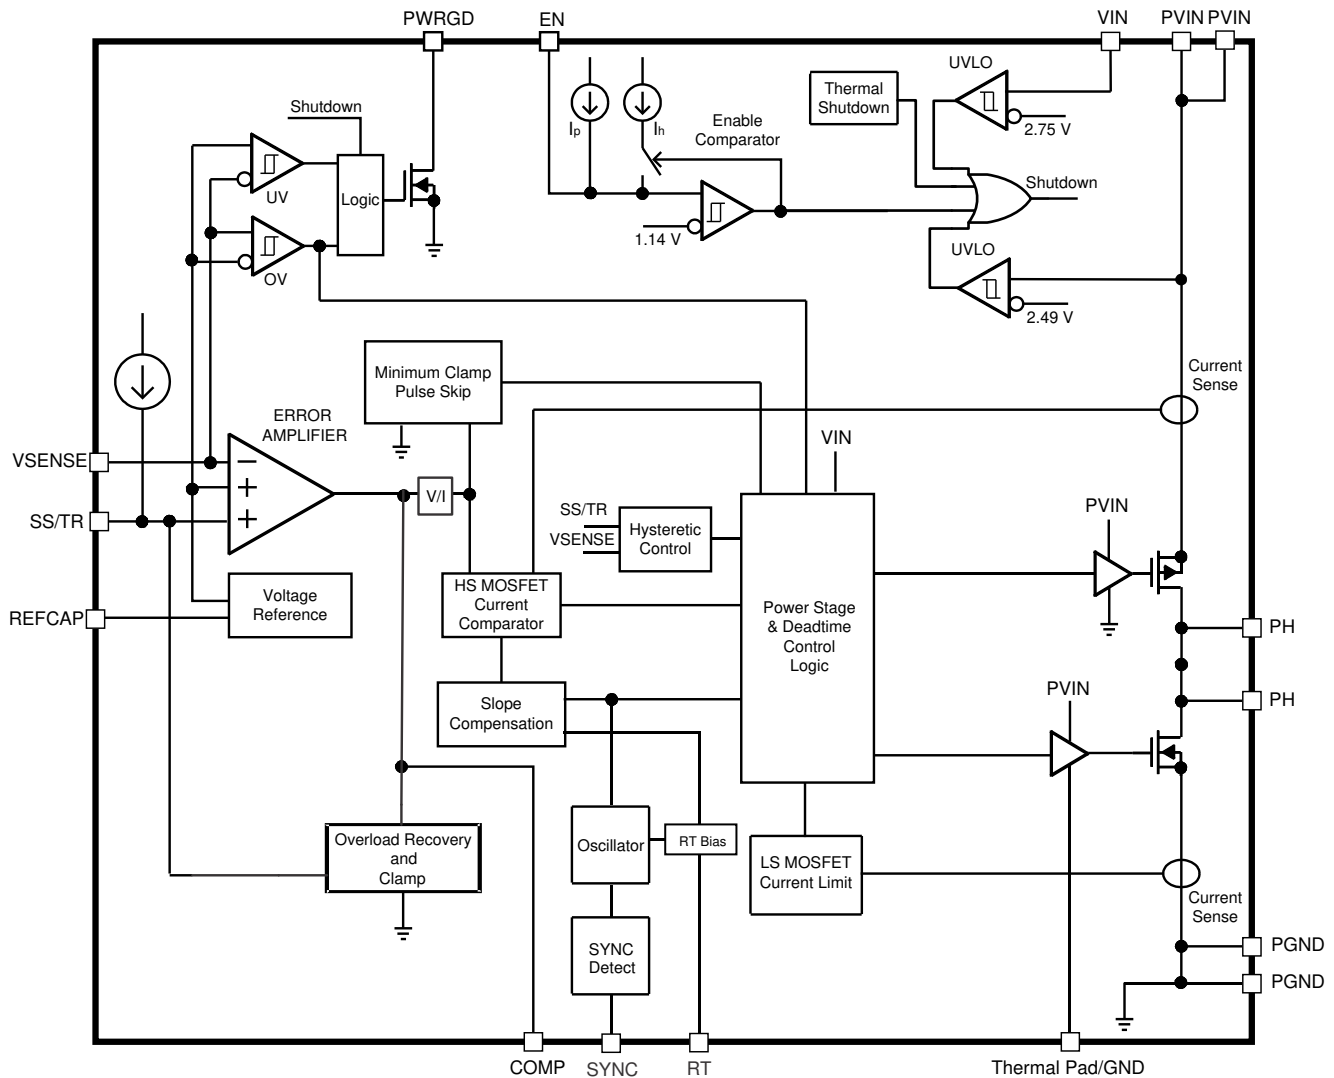 PWRGD
EN
VIN
PVIN
PVIN
UVLO
Thermal
Shutdown
2.75 V
Shutdown
Ip
Ih
Enable
Comparator
UV
Logic
Shutdown
1.14 V
UVLO
OV
2.49 V
Minimum Clamp
Pulse Skip
Current
Sense
ERROR
AMPLIFIER
VIN
VSENSE
−
+
+
V/I
SS/TR
SS/TR
VSENSE
Hysteretic
Control
PVIN
Voltage
Reference
HS MOSFET
Current
Comparator
Power Stage
& Deadtime
Control
Logic
REFCAP
PH
Slope
Compensation
PVIN
PH
Overload Recovery
and
Clamp
Oscillator
RT Bias
LS MOSFET
Current Limit
Current
Sense
SYNC
Detect
PGND
PGND
COMP
SYNC
RT
Thermal Pad/GND